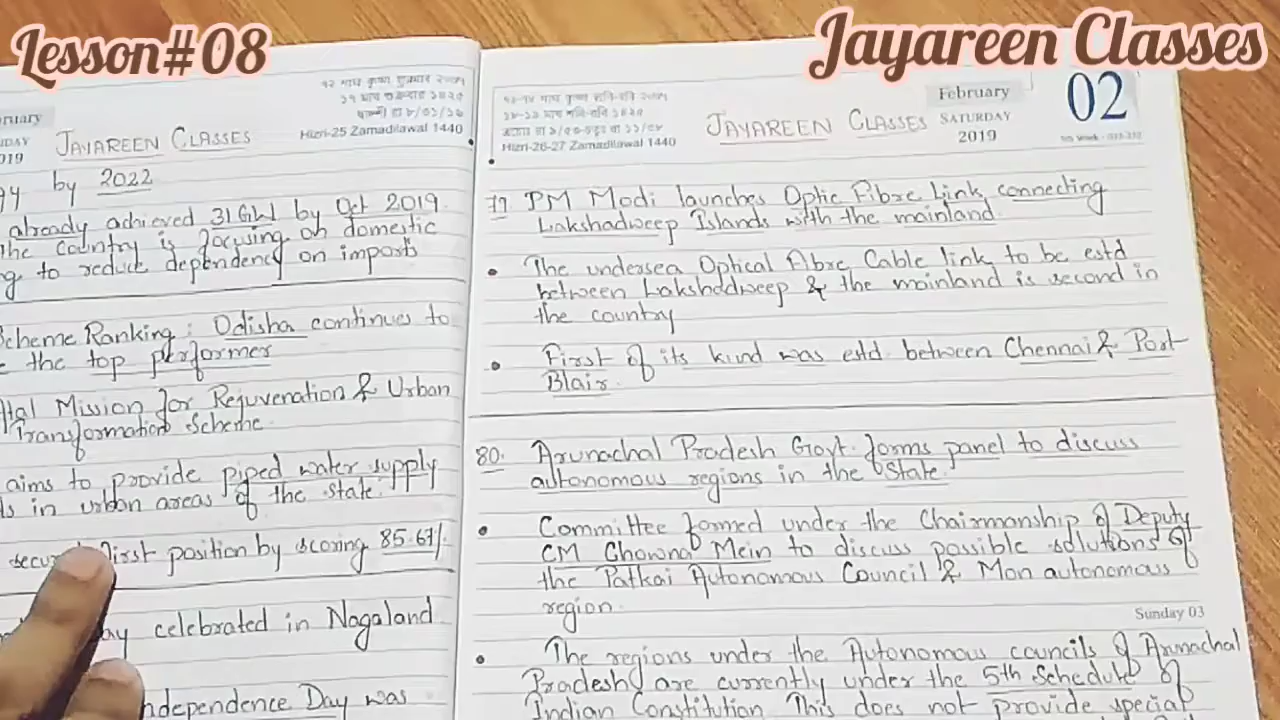 Lesson#08
Jayareen Classes
JAYAREEN CLASSES
Hizri-25 Zamadilawal 1440
by 2022
already achieved 31GW by Oct 2019.
the country is focusing on domestic
to reduce dependency on imports
Scheme Ranking: Odisha continues to
the top performer
Mission for Rejuvenation & Urban
Transformation Scheme.
aims to provide piped water supply
in urban areas of the state.
first position by scoring 85.67%.
celebrated in Nagaland
Day was
Hizri-26-27 Zamadilawal 1440
JAYAREEN CLASSES
February
SATURDAY
2019
02
79 PM Modi launches Optic Fibre Link connecting
Lakshadweep Islands with the mainland.
• The undersea Optical Fibre Cable link to be estd
between Lakshadweep & the mainland is second in
the country
• First of its kind was estd. between Chennai & Port
Blair.
80. Arunachal Pradesh Govt. forms panel to discuss
autonomous regions in the State.
• Committee formed under the Chairmanship of Deputy
CM Chowna Mein to discuss possible solutions of
the Patkai Autonomous Council & Mon autonomous
region.
Sunday 03
• The regions under the Autonomous councils of Arunachal
Pradesh are currently under the 5th Schedule of
Indian Constitution. This does not provide special